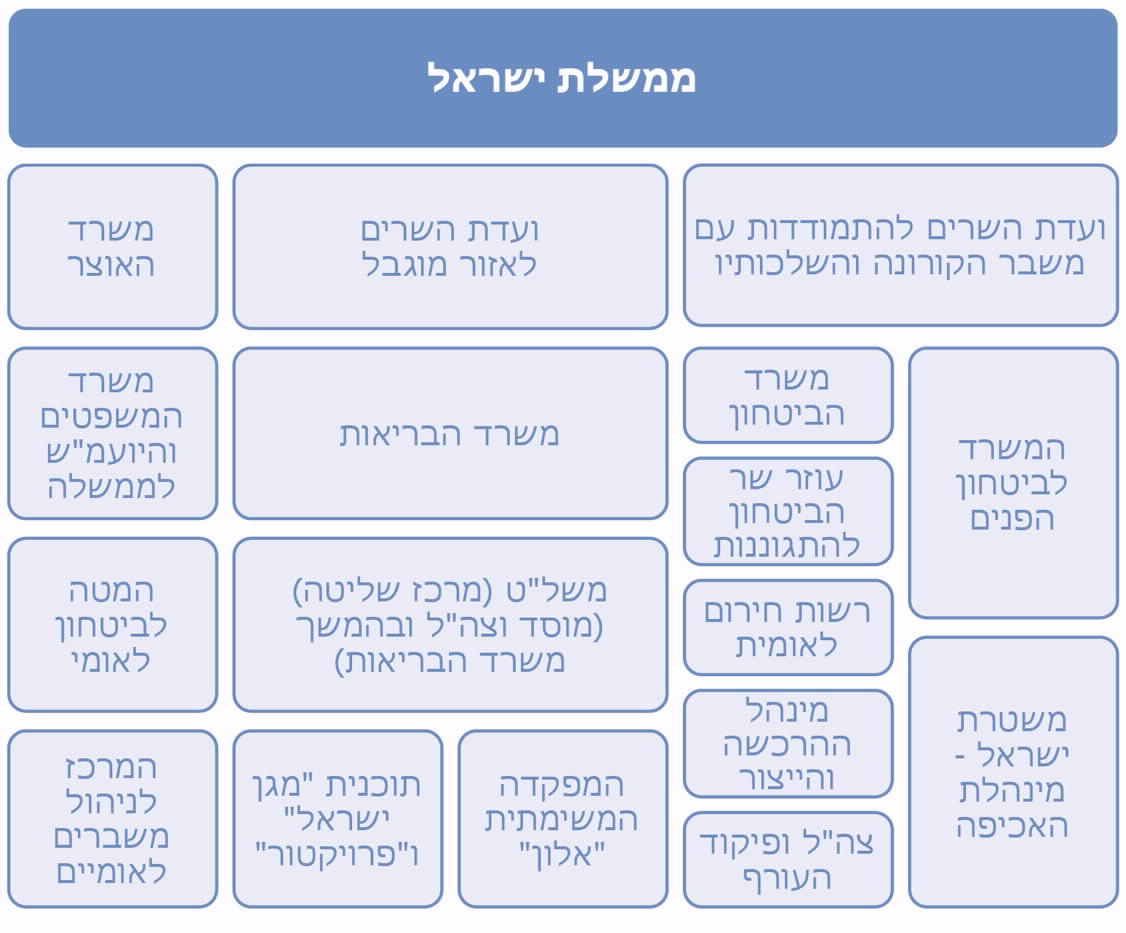 ממשלת ישראל
ועדת השרים להתמודדות עם
משבר הקורונה והשלכותיו
ועדת השרים
לאזור מוגבל
משרד
האוצר
המשרד
לביטחון
הפנים
משטרת
ישראל -
מינהלת
האכיפה
משרד
הביטחון
עוזר שר
הביטחון
להתגוננות
רשות חירום
לאומית
מינהל
ההרכשה
והייצור
צה"ל ופיקוד
העורף
משרד הבריאות
משל"ט (מרכז שליטה)
(מוסד וצה"ל ובהמשך
משרד הבריאות)
המפקדה
המשימתית
"אלון"
תוכנית "מגן
ישראל"
ו"פרויקטור"
משרד
המשפטים
והיועמ"ש
לממשלה
המטה
לביטחון
לאומי
המרכז
לניהול
משברים
לאומיים